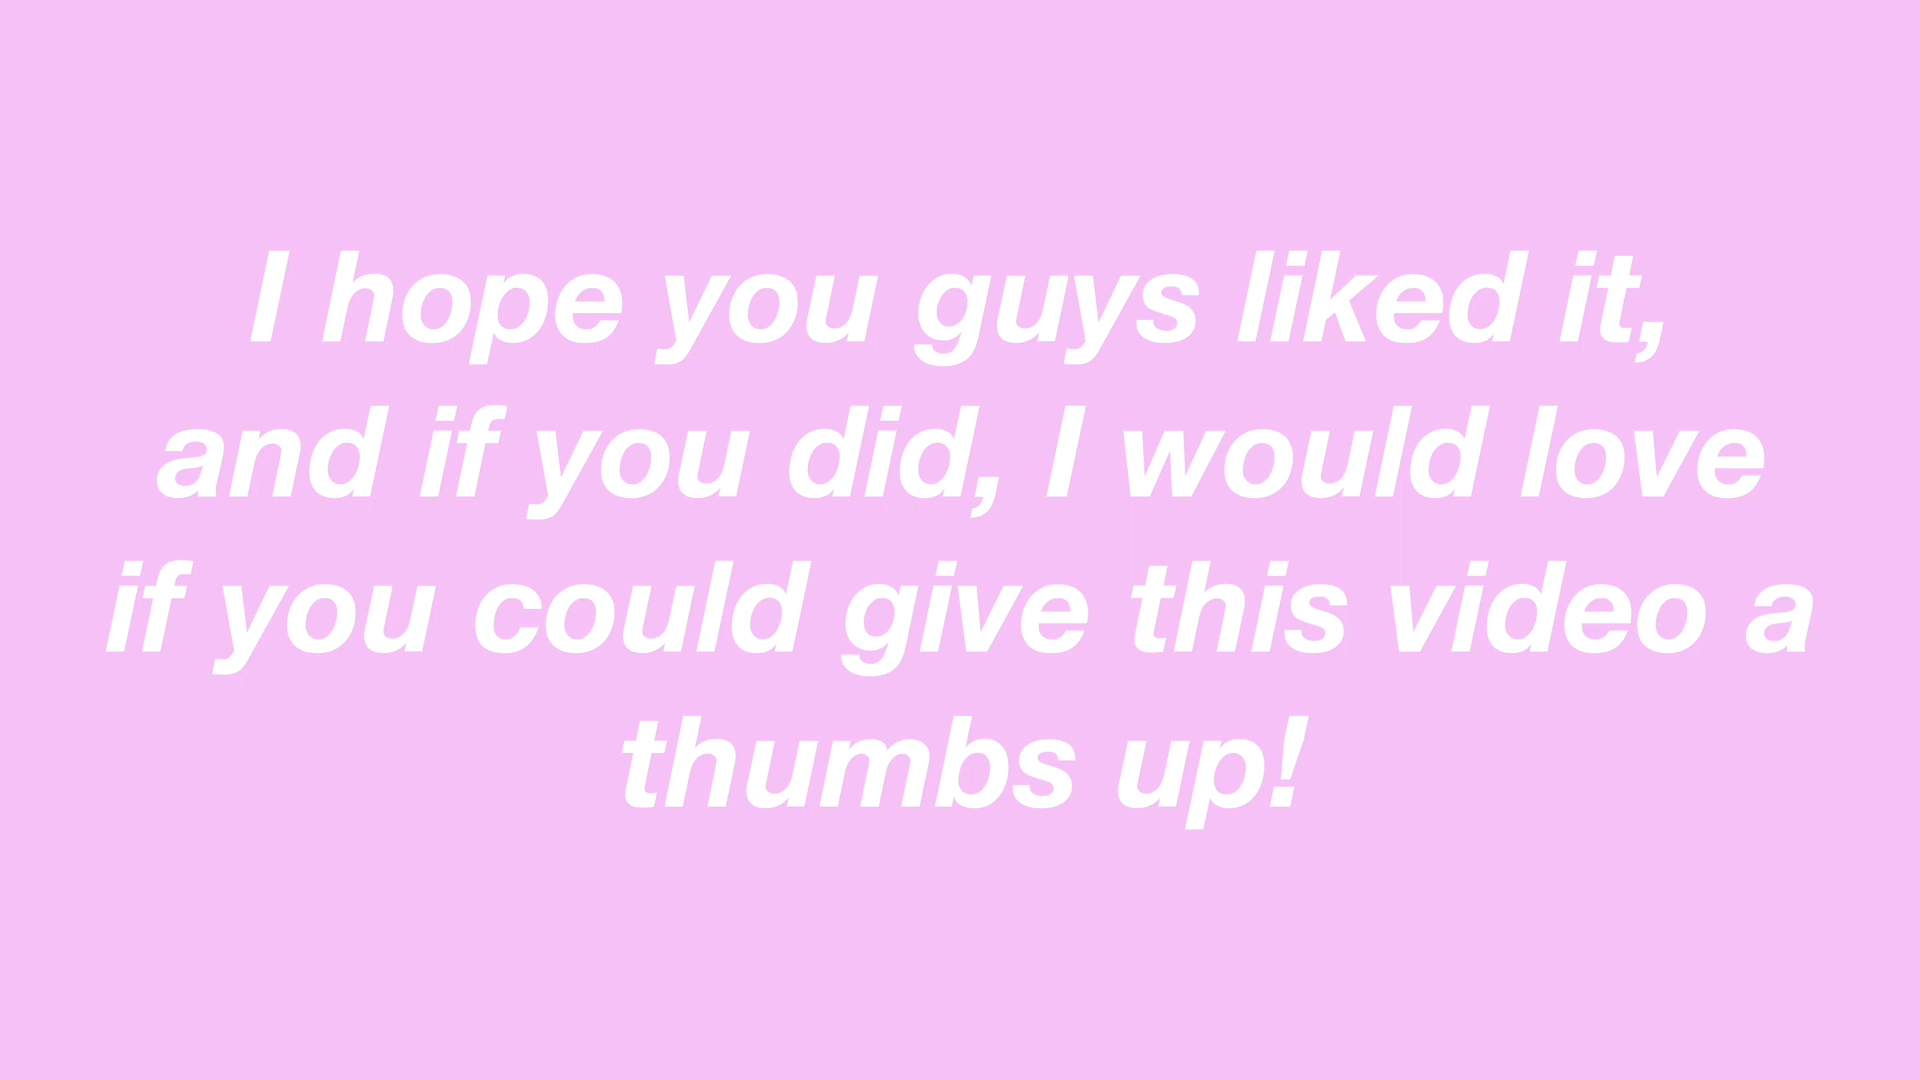 I hope you guys liked it,
and if you did, I would love
if you could give this video a
thumbs up!